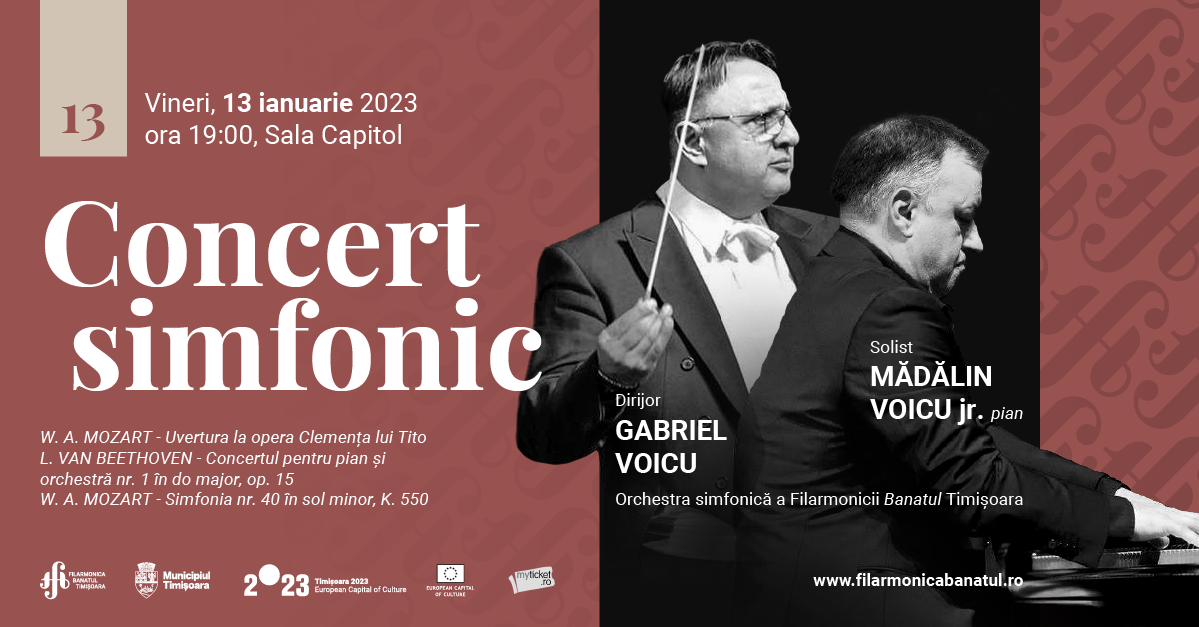 13
Vineri, 13 ianuarie 2023
ora 19:00, Sala Capitol
Concert
simfonic
W. A. MOZART - Uvertura la opera Clemența lui Tito
L. VAN BEETHOVEN - Concertul pentru pian și
orchestră nr. 1 în do major, op. 15
W. A. MOZART - Simfonia nr. 40 în sol minor, K. 550
Dirijor
GABRIEL
VOICU
Solist
MĂDĂLIN
VOICU jr. pian
Orchestra simfonică a Filarmonicii Banatul Timișoara
www.filarmonicabanatul.ro
FILARMONICA
BANATUL
TIMIȘOARA
Municipiul
Timișoara
2023
Timișoara 2023
European Capital of Culture
EUROPEAN CAPITAL
OF CULTURE
myticket
.ro